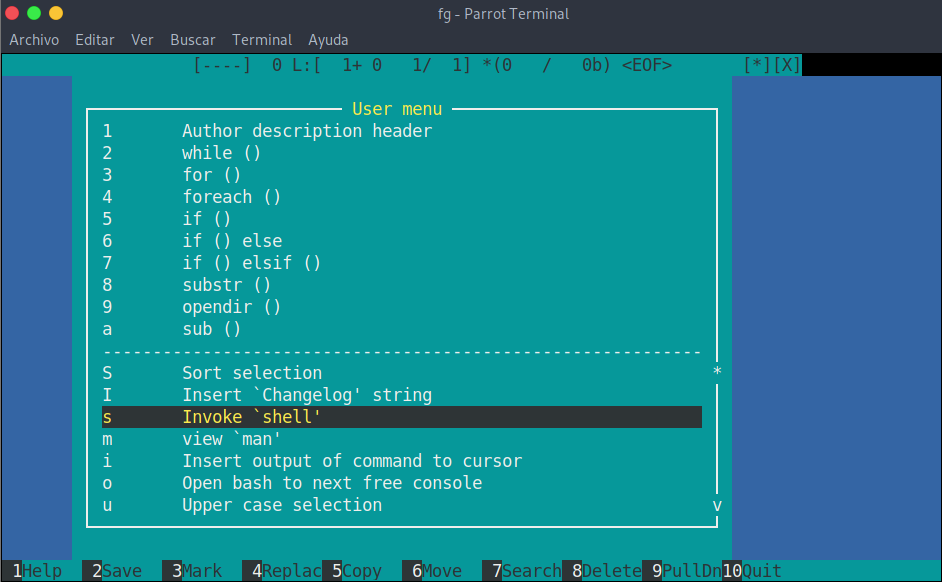 fg - Parrot Terminal
Archivo Editar Ver Buscar Terminal Ayuda
[----]  0 L:[  1+ 0   1/  1] *(0   /   0b) <EOF>       [*][X]
User menu
1       Author description header
2       while ()
3       for ()
4       foreach ()
5       if ()
6       if () else
7       if () elsif ()
8       substr ()
9       opendir ()
a       sub ()
------------------------------------------------------------
S       Sort selection                                       *
I       Insert `Changelog' string
s       Invoke `shell'
m       view `man'
i       Insert output of command to cursor
o       Open bash to next free console
u       Upper case selection                                 v
1Help   2Save   3Mark   4Replac 5Copy   6Move   7Search 8Delete 9PullDn10Quit